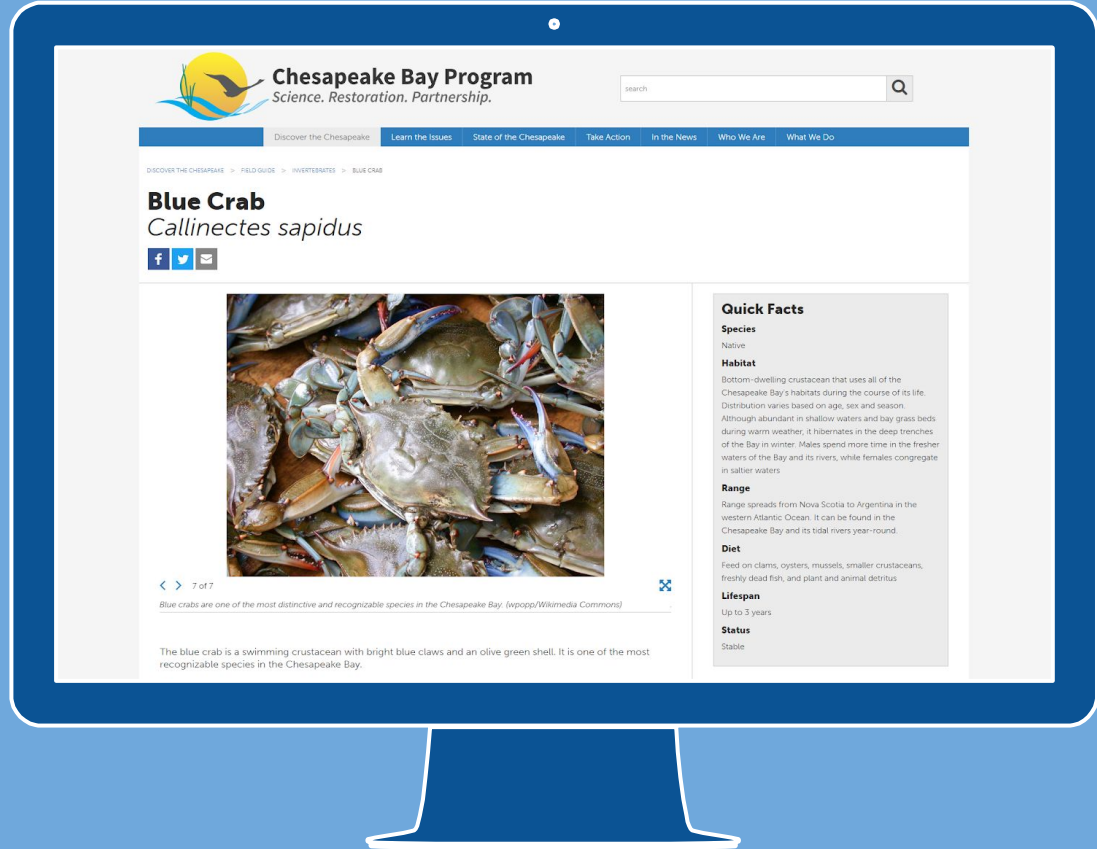 Chesapeake Bay Program
Science. Restoration. Partnership.
search
Discover the Chesapeake Learn the Issues State of the Chesapeake Take Action In the News Who We Are What We Do
DISCOVER THE CHESAPEAKE > FIELD GUIDE > INVERTEBRATES > BLUE CRAB
Blue Crab
Callinectes sapidus
7 of 7
Blue crabs are one of the most distinctive and recognizable species in the Chesapeake Bay. (wpopp/Wikimedia Commons)
The blue crab is a swimming crustacean with bright blue claws and an olive green shell. It is one of the most
recognizable species in the Chesapeake Bay.
Quick Facts
Species
Native
Habitat
Bottom-dwelling crustacean that uses all of the
Chesapeake Bay's habitats during the course of its life.
Distribution varies based on age, sex and season.
Although abundant in shallow waters and bay grass beds
during warm weather, it hibernates in the deep trenches
of the Bay in winter. Males spend more time in the fresher
waters of the Bay and its rivers, while females congregate
in saltier waters
Range
Range spreads from Nova Scotia to Argentina in the
western Atlantic Ocean. It can be found in the
Chesapeake Bay and its tidal rivers year-round.
Diet
Feed on clams, oysters, mussels, smaller crustaceans,
freshly dead fish, and plant and animal detritus
Lifespan
Up to 3 years
Status
Stable